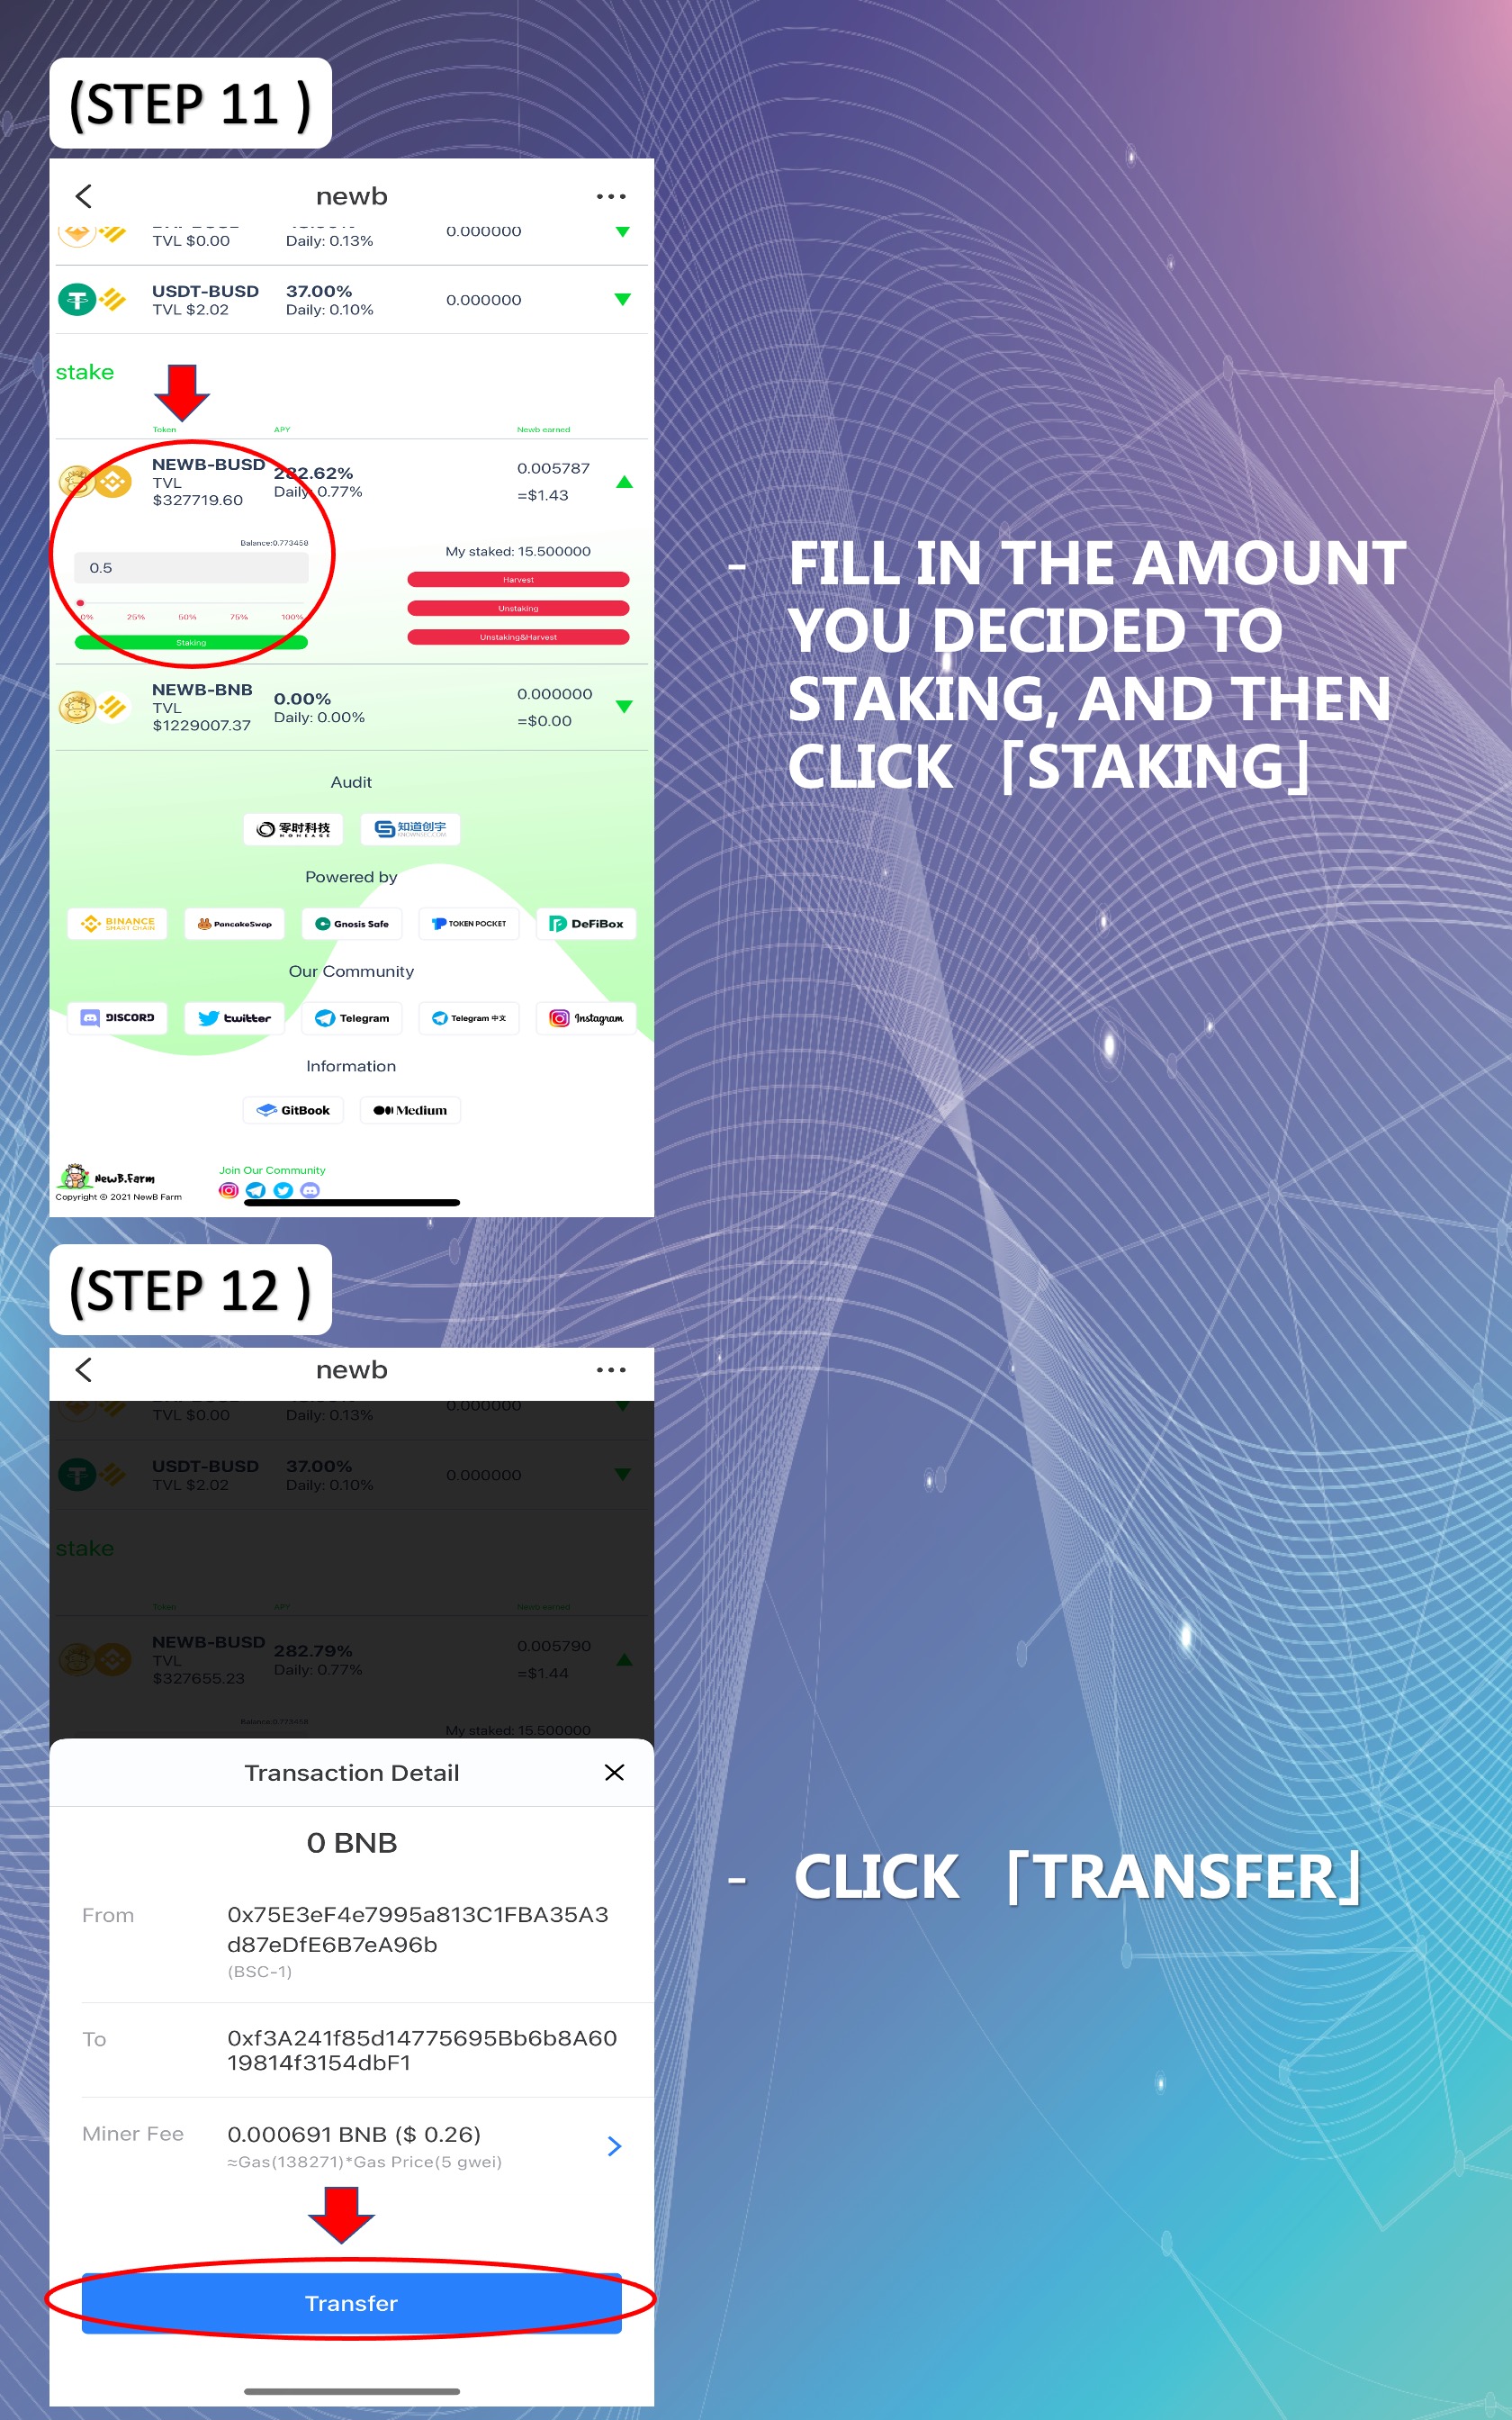 (STEP 11 )
newb
TVL $0.00
Daily: 0.13%
0.000000
USDT-BUSD
37.00%
TVL $2.02
Daily: 0.10%
0.000000
stake
Token
APY
Newb earned
NEWB-BUSD
TVL
$327719.60
282.62%
Daily: 0.77%
0.005787
=$1.43
Balance:0.773458
0.5
0%
25%
50%
75%
100%
Staking
My staked: 15.500000
Harvest
Unstaking
Unstaking&Harvest
NEWB-BNB
TVL
$1229007.37
0.00%
Daily: 0.00%
0.000000
=$0.00
Audit
零时科技
NONEAGE
知道创宇
KNOWNSEC.COM
Powered by
BINANCE
SMART CHAIN
PancakeSwap
Gnosis Safe
TOKEN POCKET
DeFiBox
Our Community
DISCORD
twitter
Telegram
Telegram 中文
Instagram
Information
GitBook
Medium
NewB.Farm
Copyright © 2021 NewB Farm
Join Our Community
- FILL IN THE AMOUNT
YOU DECIDED TO
STAKING, AND THEN
CLICK 「STAKING」
(STEP 12 )
newb
TVL $0.00
Daily: 0.13%
0.000000
USDT-BUSD
37.00%
TVL $2.02
Daily: 0.10%
0.000000
stake
Token
APY
Newb earned
NEWB-BUSD
TVL
$327655.23
282.79%
Daily: 0.77%
0.005790
=$1.44
Balance:0.773458
My staked: 15.500000
Transaction Detail
0 BNB
From
0x75E3eF4e7995a813C1FBA35A3
d87eDfE6B7eA96b
(BSC-1)
To
0xf3A241f85d14775695Bb6b8A60
19814f3154dbF1
Miner Fee
0.000691 BNB ($ 0.26)
≈Gas(138271)*Gas Price(5 gwei)
Transfer
- CLICK 「TRANSFER」